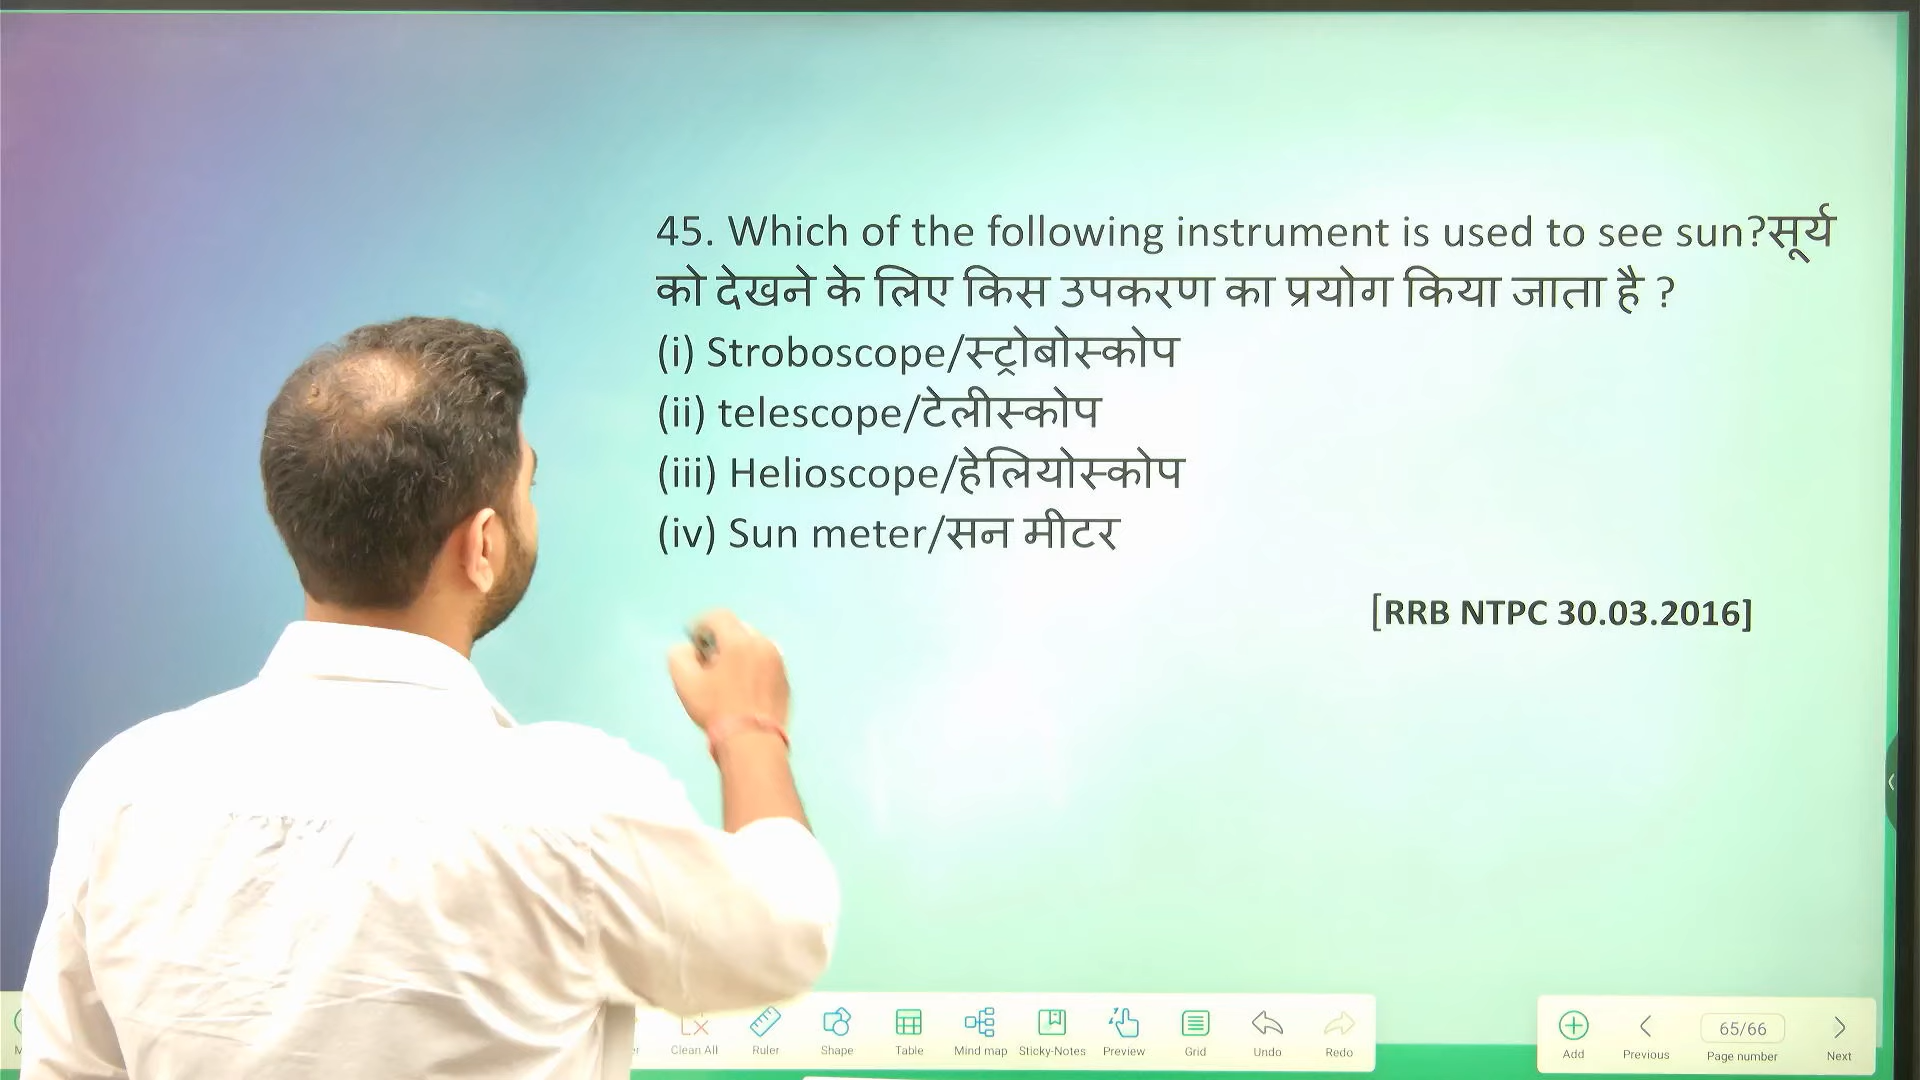 45. Which of the following instrument is used to see sun?सूर्य
को देखने के लिए किस उपकरण का प्रयोग किया जाता है ?
(i) Stroboscope/स्ट्रोबोस्कोप
(ii) telescope/टेलीस्कोप
(iii) Helioscope/हेलियोस्कोप
(iv) Sun meter/सन मीटर
[RRB NTPC 30.03.2016]
Clean All Ruler Shape Table Mind map Sticky-Notes Preview Grid Undo Redo
65/66
Add Previous Page number Next